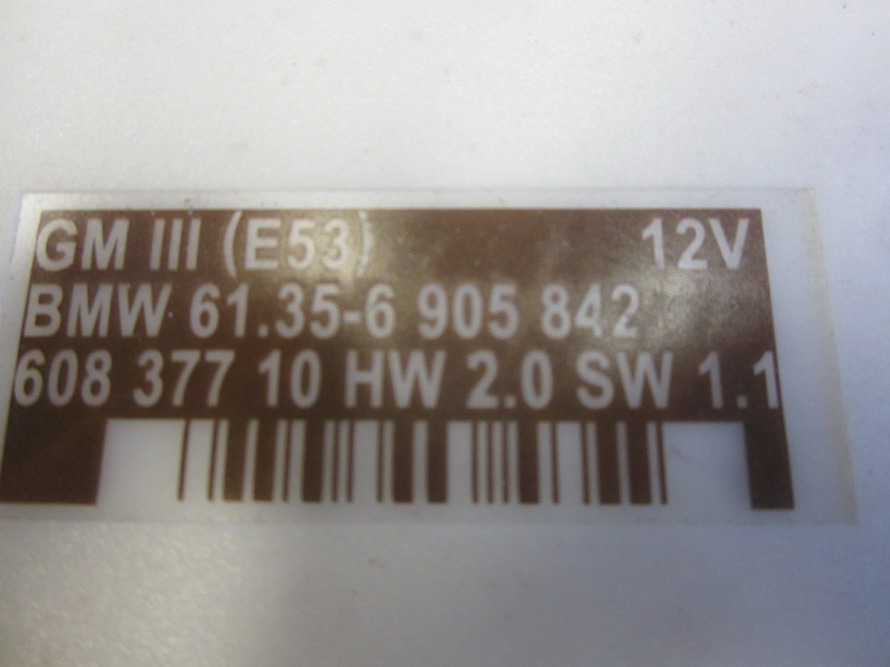 GM III (E53) 12V
BMW 61.35-6 905 842
608 377 10 HW 2.0 SW 1.1